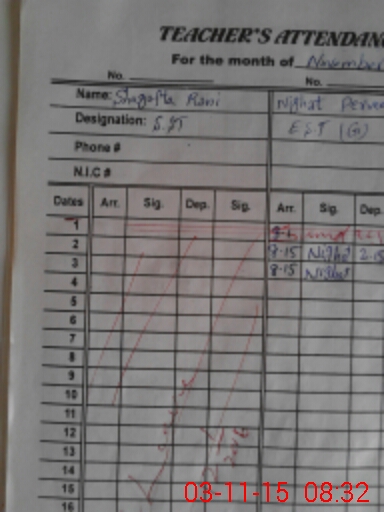 TEACHER'S ATTENDAN
For the month of November
No. No.
Name: Shagufta Rani Nighat Perve
Designation: S.ST E.S.T (G)
Phone #
N.I.C #
Dates Arr. Sig. Dep. Sig. Arr. Sig. Dep.
1
2 8-15 Nighat 2-15
3 8-15 Nighat
4
5
6
7
8
9
10
11
12
13
14
15
16
03-11-15 08:32